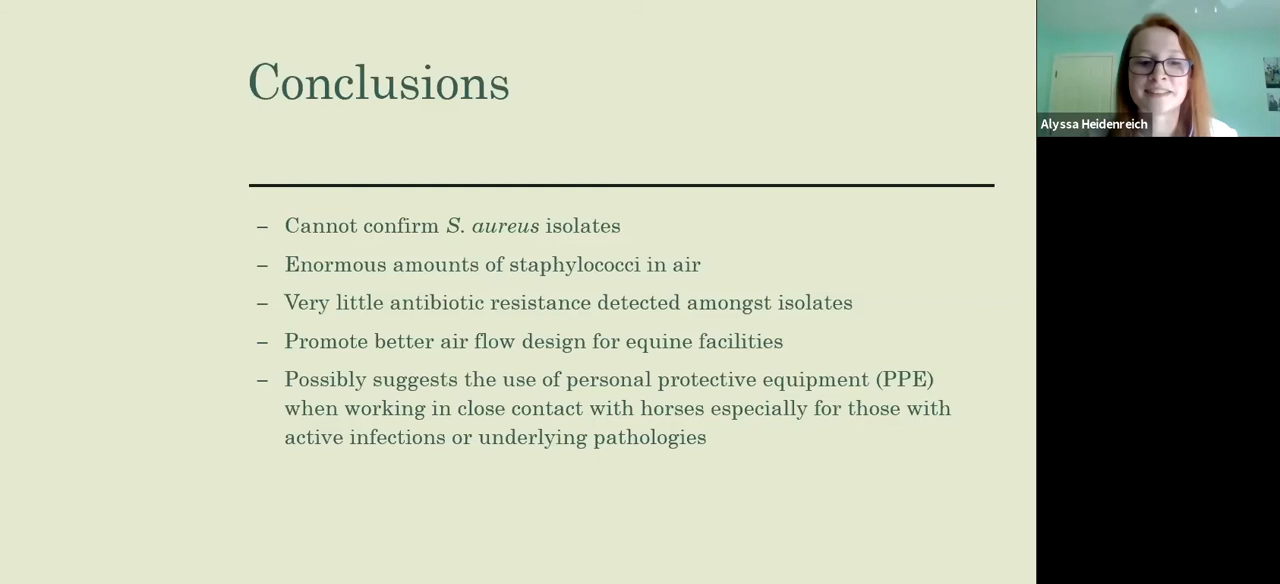 Conclusions
– Cannot confirm S. aureus isolates
– Enormous amounts of staphylococci in air
– Very little antibiotic resistance detected amongst isolates
– Promote better air flow design for equine facilities
– Possibly suggests the use of personal protective equipment (PPE)
when working in close contact with horses especially for those with
active infections or underlying pathologies
Alyssa Heidenreich